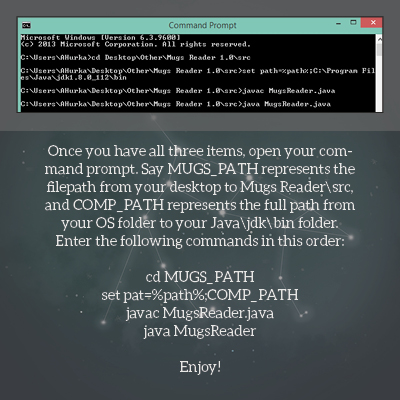 Command Prompt
Microsoft Windows [Version 6.3.9600]
(c) 2013 Microsoft Corporation. All rights reserved.
C:\Users\AHurka>cd Desktop\Other\Mugs Reader 1.0\src
C:\Users\AHurka\Desktop\Other\Mugs Reader 1.0\src>set path=%path%;C:\Program Fil
es\Java\jdk1.8.0_112\bin
C:\Users\AHurka\Desktop\Other\Mugs Reader 1.0\src>javac MugsReader.java
C:\Users\AHurka\Desktop\Other\Mugs Reader 1.0\src>java MugsReader.java
Once you have all three items, open your com-
mand prompt. Say MUGS_PATH represents the
filepath from your desktop to Mugs Reader\src,
and COMP_PATH represents the full path from
your OS folder to your Java\jdk\bin folder.
Enter the following commands in this order:
cd MUGS_PATH
set pat=%path%;COMP_PATH
javac MugsReader.java
java MugsReader
Enjoy!